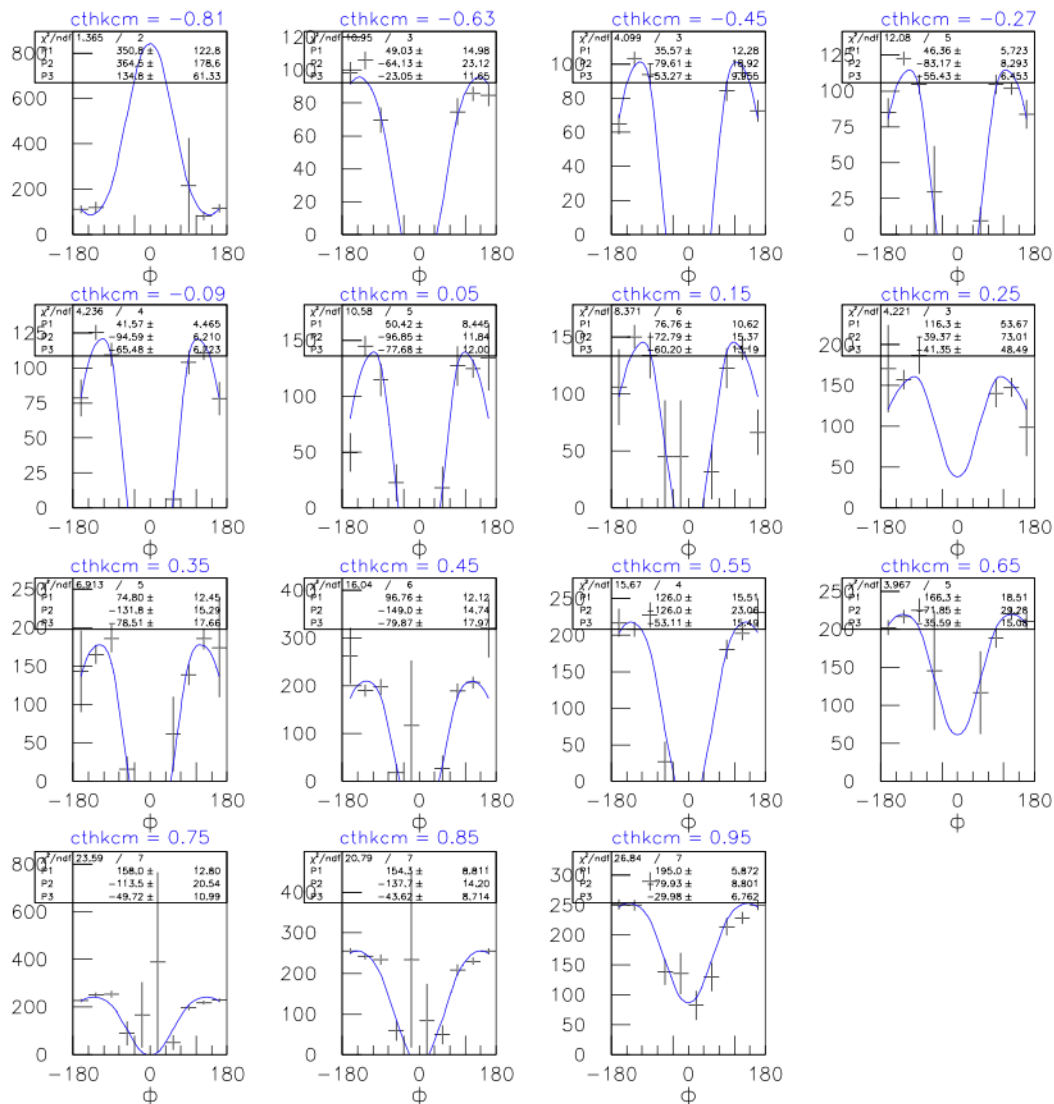 cthkcm = −0.81
χ²/ndf 1.365 / 2
P1 350.8 ± 122.8
P2 364.5 ± 178.6
P3 134.8 ± 61.33
800
600
400
200
0
−180 0 180
Φ
cthkcm = −0.63
χ²/ndf 10.95 / 3
P1 49.03 ± 14.98
P2 −64.13 ± 23.12
P3 −23.05 ± 11.65
120
100
80
60
40
20
0
−180 0 180
Φ
cthkcm = −0.45
χ²/ndf 4.099 / 3
P1 35.57 ± 12.28
P2 −79.61 ± 18.92
P3 −53.27 ± 9.955
100
80
60
40
20
0
−180 0 180
Φ
cthkcm = −0.27
χ²/ndf 12.08 / 5
P1 46.36 ± 5.723
P2 −83.17 ± 8.293
P3 −55.43 ± 6.453
125
100
75
50
25
0
−180 0 180
Φ
cthkcm = −0.09
χ²/ndf 4.236 / 4
P1 41.57 ± 4.465
P2 −94.59 ± 6.210
P3 −65.48 ±
125
100
75
50
25
0
−180 0 180
Φ
cthkcm = 0.05
χ²/ndf 10.58 / 5
P1 50.42 ± 8.445
P2 −96.85 ± 11.84
P3 −77.68 ± 12.00
150
100
50
0
−180 0 180
Φ
cthkcm = 0.15
χ²/ndf 8.371 / 6
P1 76.76 ± 10.62
P2 −72.79 ± 15.37
P3 −60.20 ± 13.19
150
100
50
0
−180 0 180
Φ
cthkcm = 0.25
χ²/ndf 4.221 / 3
P1 116.3 ± 53.67
P2 39.37 ± 73.01
P3 −41.35 ± 48.49
200
150
100
50
0
−180 0 180
Φ
cthkcm = 0.35
χ²/ndf 6.913 / 5
P1 74.80 ± 12.45
P2 −131.8 ± 15.29
P3 −78.51 ± 17.66
250
200
150
100
50
0
−180 0 180
Φ
cthkcm = 0.45
χ²/ndf 16.04 / 6
P1 96.76 ± 12.12
P2 −149.0 ± 14.74
P3 −79.87 ± 17.97
400
300
200
100
0
−180 0 180
Φ
cthkcm = 0.55
χ²/ndf 15.67 / 4
P1 126.0 ± 15.51
P2 −126.0 ± 23.06
P3 −53.11 ± 15.49
250
200
150
100
50
0
−180 0 180
Φ
cthkcm = 0.65
χ²/ndf 3.967 / 5
P1 166.3 ± 18.51
P2 −71.85 ± 29.28
P3 −35.59 ± 15.08
250
200
150
100
50
0
−180 0 180
Φ
cthkcm = 0.75
χ²/ndf 23.59 / 7
P1 158.0 ± 12.80
P2 −113.5 ± 20.54
P3 −49.72 ± 10.99
800
600
400
200
0
−180 0 180
Φ
cthkcm = 0.85
χ²/ndf 20.79 / 7
P1 154.3 ± 8.811
P2 −137.7 ± 14.20
P3 −43.62 ± 8.714
400
300
200
100
0
−180 0 180
Φ
cthkcm = 0.95
χ²/ndf 26.84 / 7
P1 195.0 ± 5.872
P2 −79.93 ± 8.801
P3 −29.98 ± 6.762
300
250
200
150
100
50
0
−180 0 180
Φ